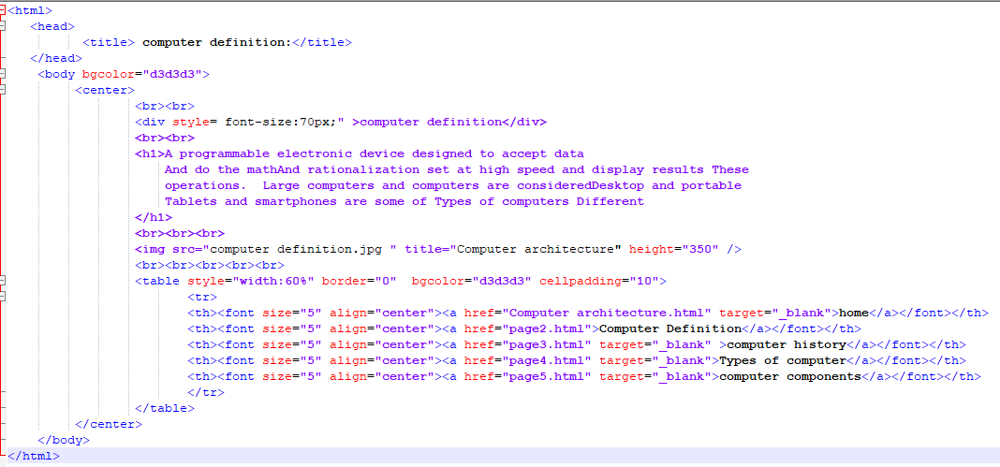 <html>
<head>
<title> computer definition:</title>
</head>
<body bgcolor="d3d3d3">
<center>
<br><br>
<div style= font-size:70px;" >computer definition</div>
<br><br>
<h1>A programmable electronic device designed to accept data
And do the mathAnd rationalization set at high speed and display results These
operations.  Large computers and computers are consideredDesktop and portable
Tablets and smartphones are some of Types of computers Different
</h1>
<br><br><br>
<img src="computer definition.jpg " title="Computer architecture" height="350" />
<br><br><br><br><br>
<table style="width:60%" border="0"  bgcolor="d3d3d3" cellpadding="10">
<tr>
<th><font size="5" align="center"><a href="Computer architecture.html" target="_blank">home</a></font></th>
<th><font size="5" align="center"><a href="page2.html">Computer Definition</a></font></th>
<th><font size="5" align="center"><a href="page3.html" target="_blank" >computer history</a></font></th>
<th><font size="5" align="center"><a href="page4.html" target="_blank">Types of computer</a></font></th>
<th><font size="5" align="center"><a href="page5.html" target="_blank">computer components</a></font></th>
</tr>
</table>
</center>
</body>
</html>